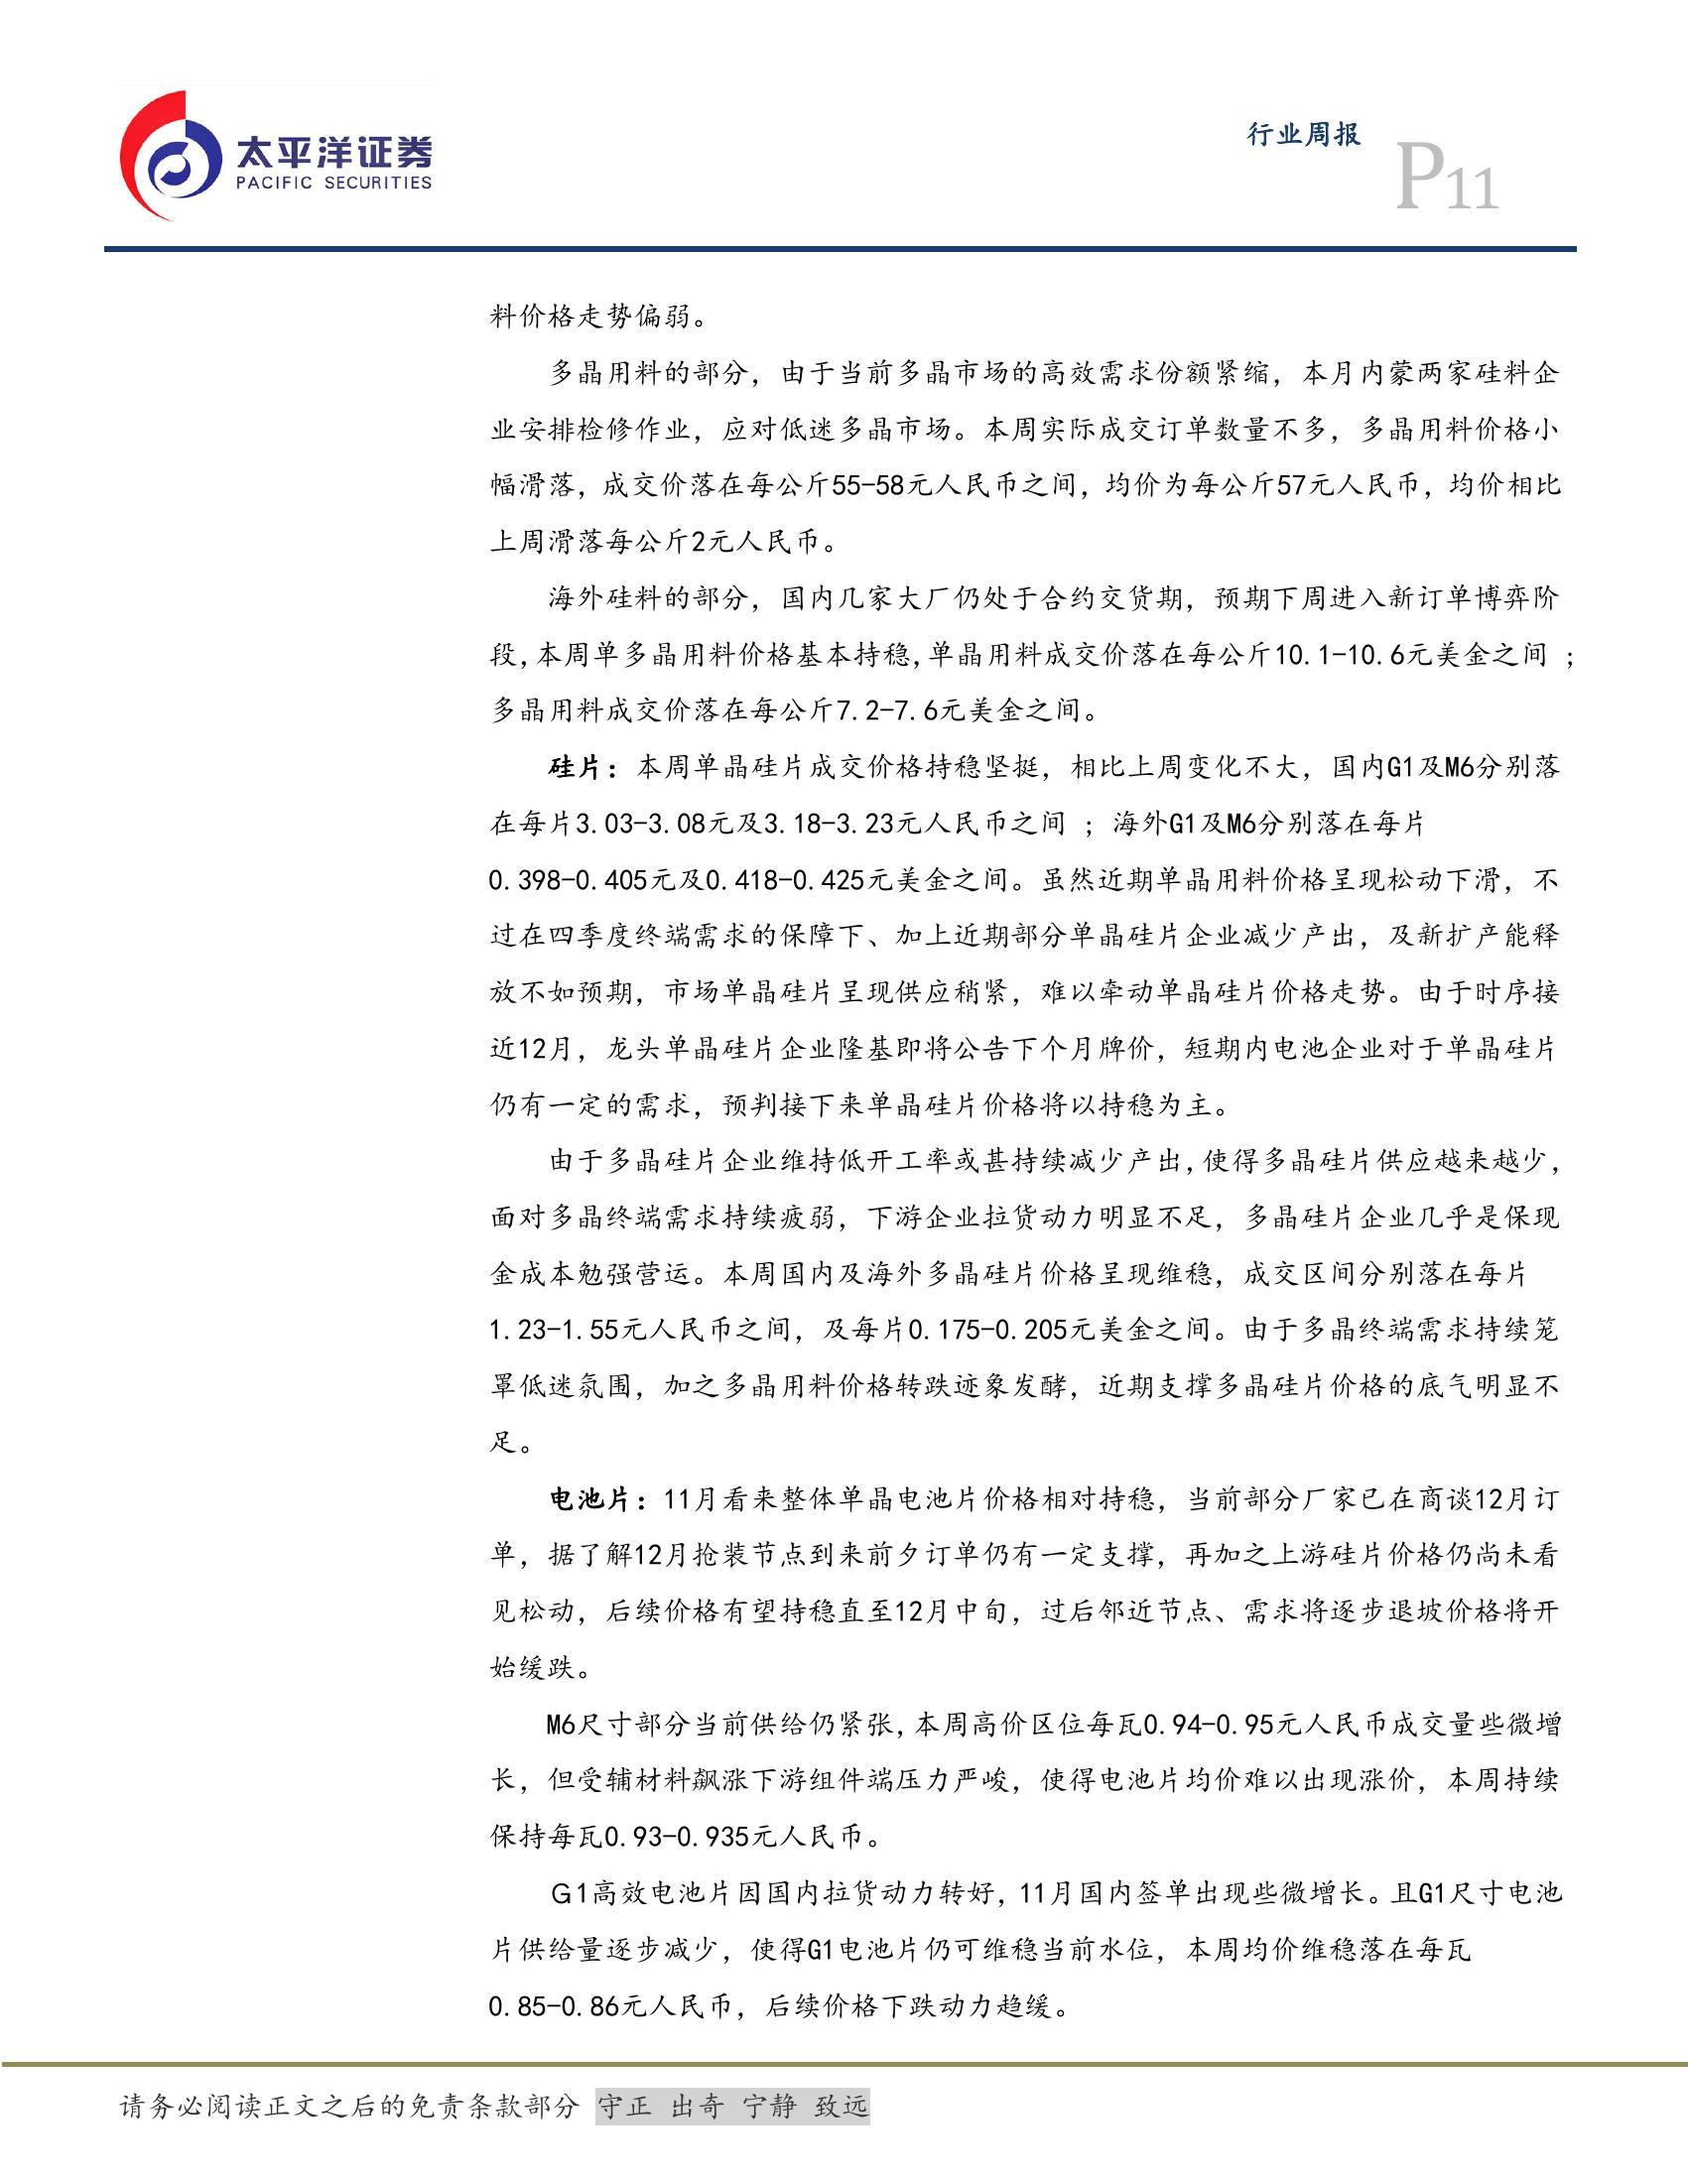 太平洋证券
PACIFIC SECURITIES
行业周报
P11
料价格走势偏弱。
多晶用料的部分，由于当前多晶市场的高效需求份额紧缩，本月内蒙两家硅料企
业安排检修作业，应对低迷多晶市场。本周实际成交订单数量不多，多晶用料价格小
幅滑落，成交价落在每公斤55-58元人民币之间，均价为每公斤57元人民币，均价相比
上周滑落每公斤2元人民币。
海外硅料的部分，国内几家大厂仍处于合约交货期，预期下周进入新订单博弈阶
段，本周单多晶用料价格基本持稳，单晶用料成交价落在每公斤10.1-10.6元美金之间 ；
多晶用料成交价落在每公斤7.2-7.6元美金之间。
硅片：本周单晶硅片成交价格持稳坚挺，相比上周变化不大，国内G1及M6分别落
在每片3.03-3.08元及3.18-3.23元人民币之间 ；海外G1及M6分别落在每片
0.398-0.405元及0.418-0.425元美金之间。虽然近期单晶用料价格呈现松动下滑，不
过在四季度终端需求的保障下、加上近期部分单晶硅片企业减少产出，及新扩产能释
放不如预期，市场单晶硅片呈现供应稍紧，难以牵动单晶硅片价格走势。由于时序接
近12月，龙头单晶硅片企业隆基即将公告下个月牌价，短期内电池企业对于单晶硅片
仍有一定的需求，预判接下来单晶硅片价格将以持稳为主。
由于多晶硅片企业维持低开工率或甚持续减少产出，使得多晶硅片供应越来越少，
面对多晶终端需求持续疲弱，下游企业拉货动力明显不足，多晶硅片企业几乎是保现
金成本勉强营运。本周国内及海外多晶硅片价格呈现维稳，成交区间分别落在每片
1.23-1.55元人民币之间，及每片0.175-0.205元美金之间。由于多晶终端需求持续笼
罩低迷氛围，加之多晶用料价格转跌迹象发酵，近期支撑多晶硅片价格的底气明显不
足。
电池片：11月看来整体单晶电池片价格相对持稳，当前部分厂家已在商谈12月订
单，据了解12月抢装节点到来前夕订单仍有一定支撑，再加之上游硅片价格仍尚未看
见松动，后续价格有望持稳直至12月中旬，过后邻近节点、需求将逐步退坡价格将开
始缓跌。
M6尺寸部分当前供给仍紧张，本周高价区位每瓦0.94-0.95元人民币成交量些微增
长，但受辅材料飙涨下游组件端压力严峻，使得电池片均价难以出现涨价，本周持续
保持每瓦0.93-0.935元人民币。
G1高效电池片因国内拉货动力转好，11月国内签单出现些微增长。且G1尺寸电池
片供给量逐步减少，使得G1电池片仍可维稳当前水位，本周均价维稳落在每瓦
0.85-0.86元人民币，后续价格下跌动力趋缓。
请务必阅读正文之后的免责条款部分 守正 出奇 宁静 致远